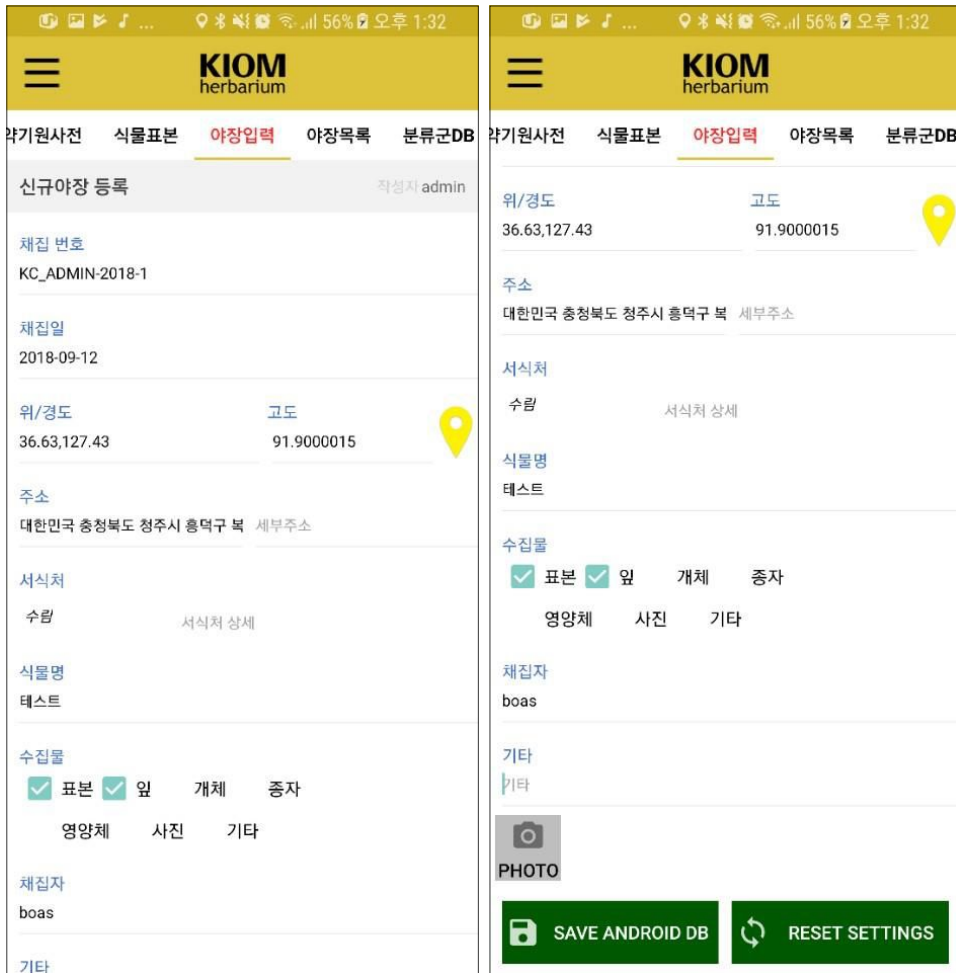 ... 56% 오후 1:32
KIOM
herbarium
약기원사전 식물표본 야장입력 야장목록 분류군DB
신규야장 등록 작성자 admin
채집 번호
KC_ADMIN-2018-1
채집일
2018-09-12
위/경도 고도
36.63,127.43 91.9000015
주소
대한민국 충청북도 청주시 흥덕구 복 세부주소
서식처
수림 서식처 상세
식물명
테스트
수집물
표본 잎 개체 종자
영양체 사진 기타
채집자
boas
기타
... 56% 오후 1:32
KIOM
herbarium
약기원사전 식물표본 야장입력 야장목록 분류군DB
위/경도 고도
36.63,127.43 91.9000015
주소
대한민국 충청북도 청주시 흥덕구 복 세부주소
서식처
수림 서식처 상세
식물명
테스트
수집물
표본 잎 개체 종자
영양체 사진 기타
채집자
boas
기타
기타
PHOTO
SAVE ANDROID DB RESET SETTINGS